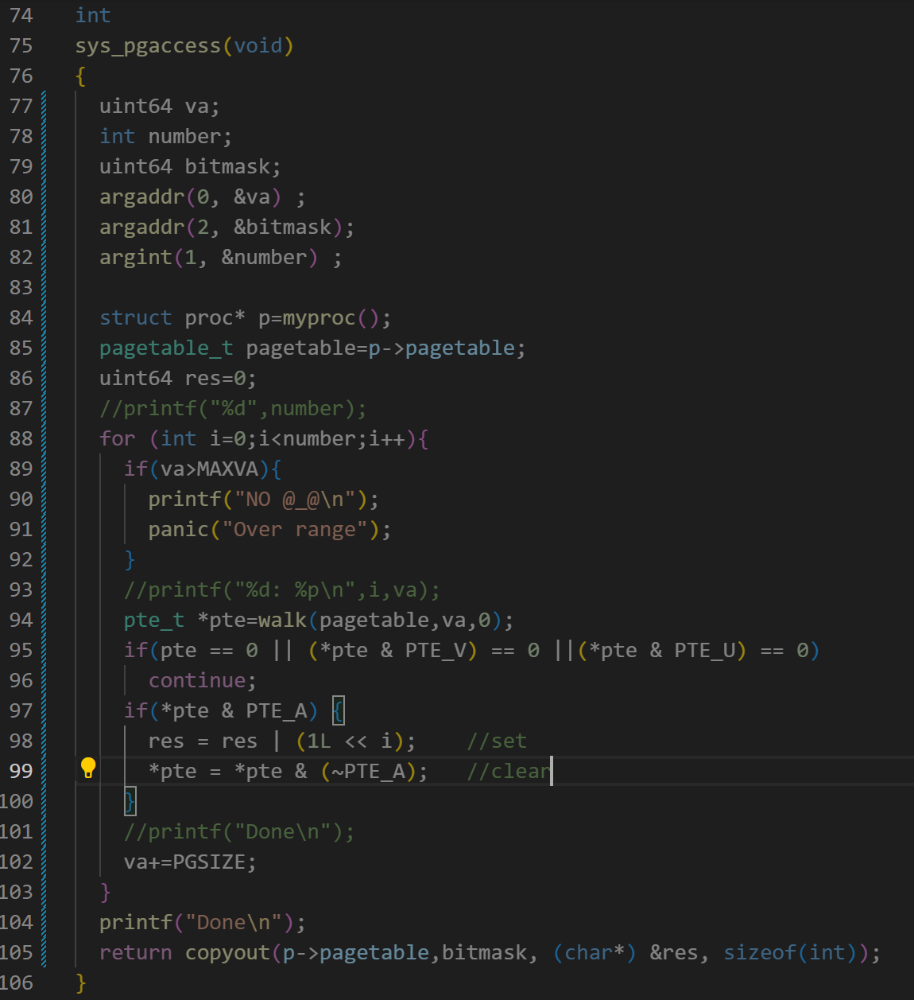 74 int
75 sys_pgaccess(void)
76 {
77 uint64 va;
78 int number;
79 uint64 bitmask;
80 argaddr(0, &va) ;
81 argaddr(2, &bitmask);
82 argint(1, &number) ;
83
84 struct proc* p=myproc();
85 pagetable_t pagetable=p->pagetable;
86 uint64 res=0;
87 //printf("%d",number);
88 for (int i=0;i<number;i++){
89 if(va>MAXVA){
90 printf("NO @_@\n");
91 panic("Over range");
92 }
93 //printf("%d: %p\n",i,va);
94 pte_t *pte=walk(pagetable,va,0);
95 if(pte == 0 || (*pte & PTE_V) == 0 ||(*pte & PTE_U) == 0)
96 continue;
97 if(*pte & PTE_A) {
98 res = res | (1L << i); //set
99 *pte = *pte & (~PTE_A); //clear
100 }
101 //printf("Done\n");
102 va+=PGSIZE;
103 }
104 printf("Done\n");
105 return copyout(p->pagetable,bitmask, (char*) &res, sizeof(int));
106 }